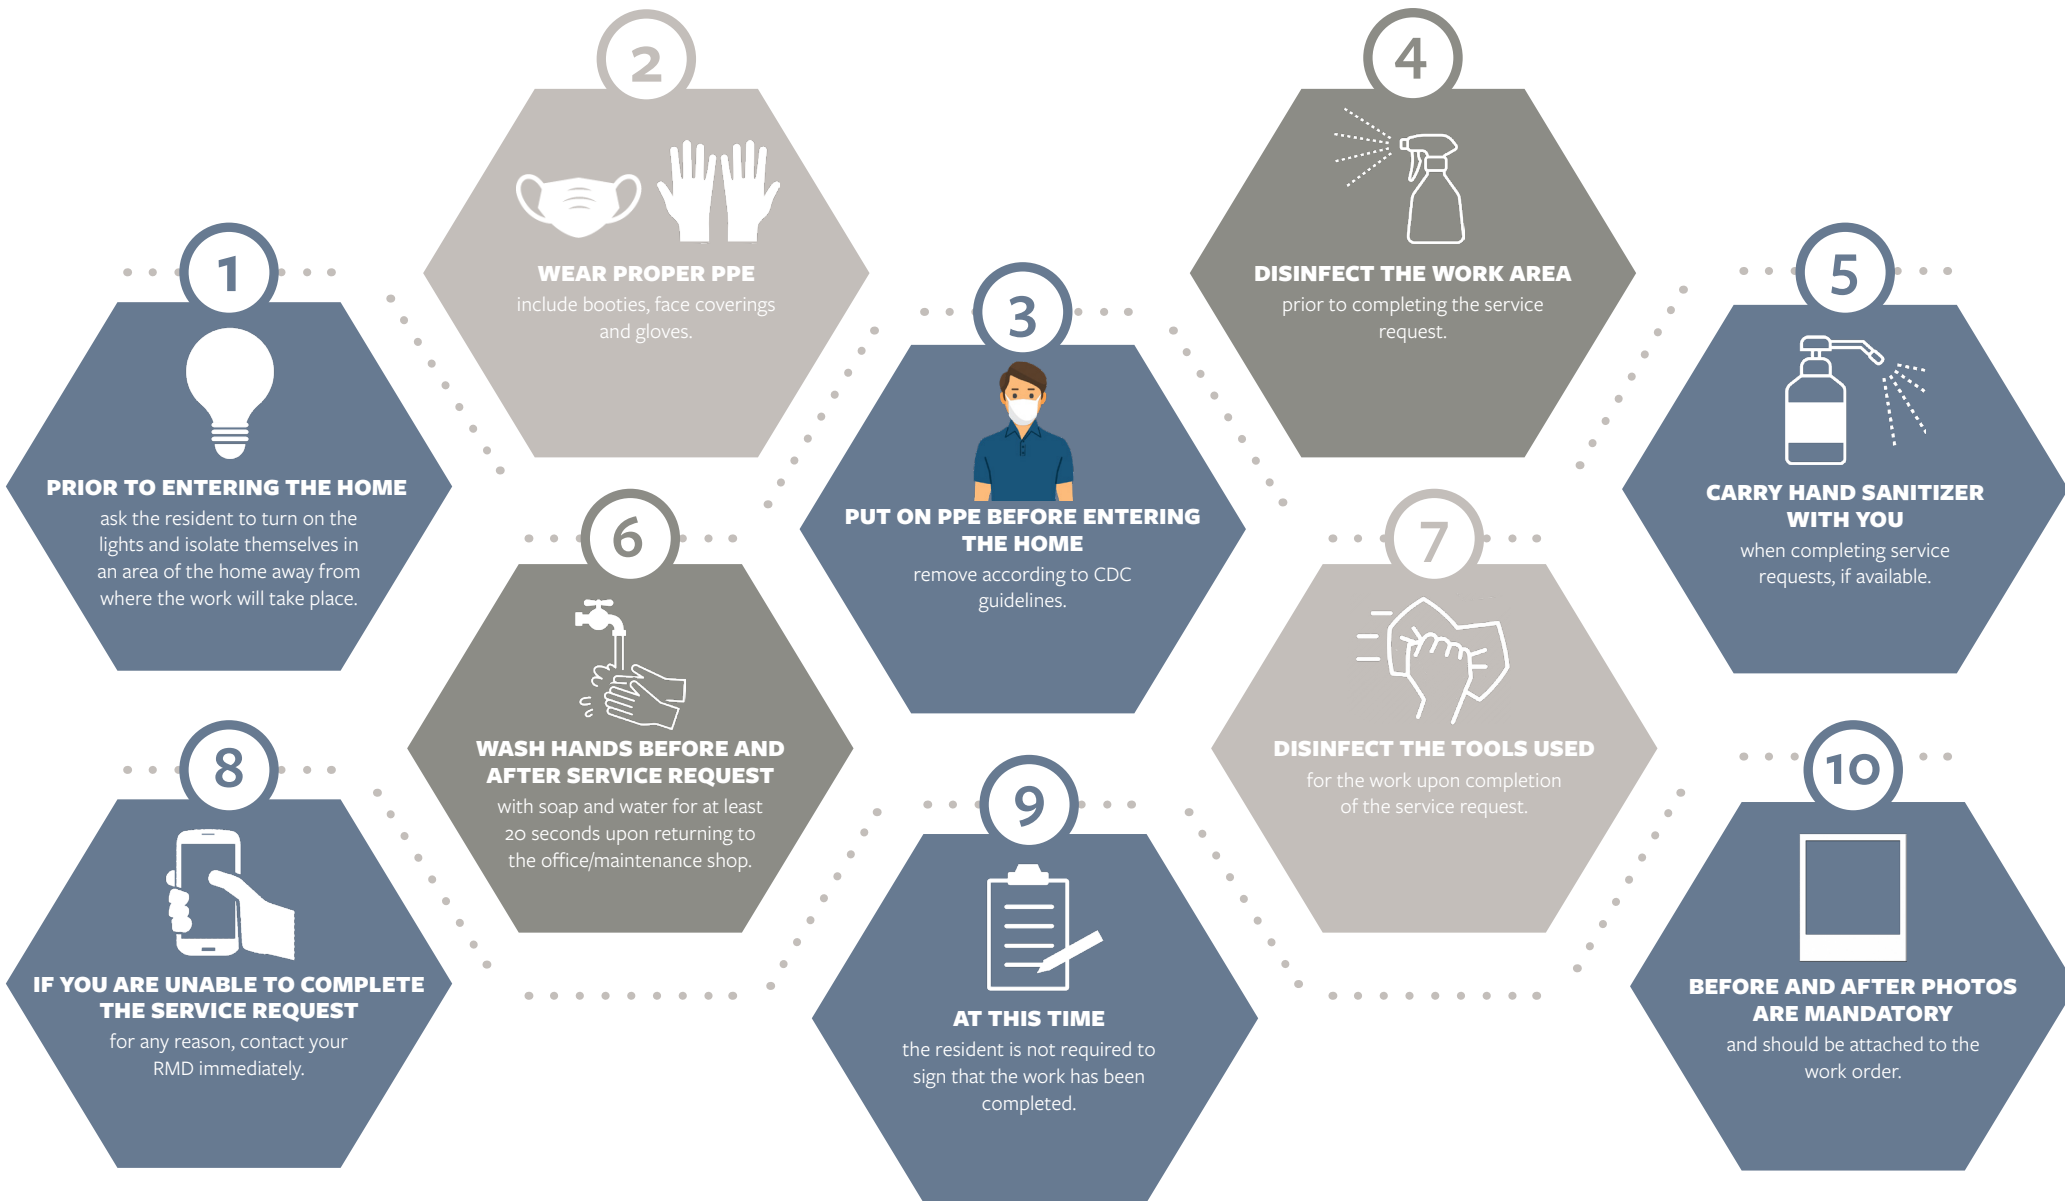 1
PRIOR TO ENTERING THE HOME
ask the resident to turn on the
lights and isolate themselves in
an area of the home away from
where the work will take place.
2
WEAR PROPER PPE
include booties, face coverings
and gloves.
3
PUT ON PPE BEFORE ENTERING
THE HOME
remove according to CDC
guidelines.
4
DISINFECT THE WORK AREA
prior to completing the service
request.
5
CARRY HAND SANITIZER
WITH YOU
when completing service
requests, if available.
6
WASH HANDS BEFORE AND
AFTER SERVICE REQUEST
with soap and water for at least
20 seconds upon returning to
the office/maintenance shop.
7
DISINFECT THE TOOLS USED
for the work upon completion
of the service request.
8
IF YOU ARE UNABLE TO COMPLETE
THE SERVICE REQUEST
for any reason, contact your
RMD immediately.
9
AT THIS TIME
the resident is not required to
sign that the work has been
completed.
10
BEFORE AND AFTER PHOTOS
ARE MANDATORY
and should be attached to the
work order.